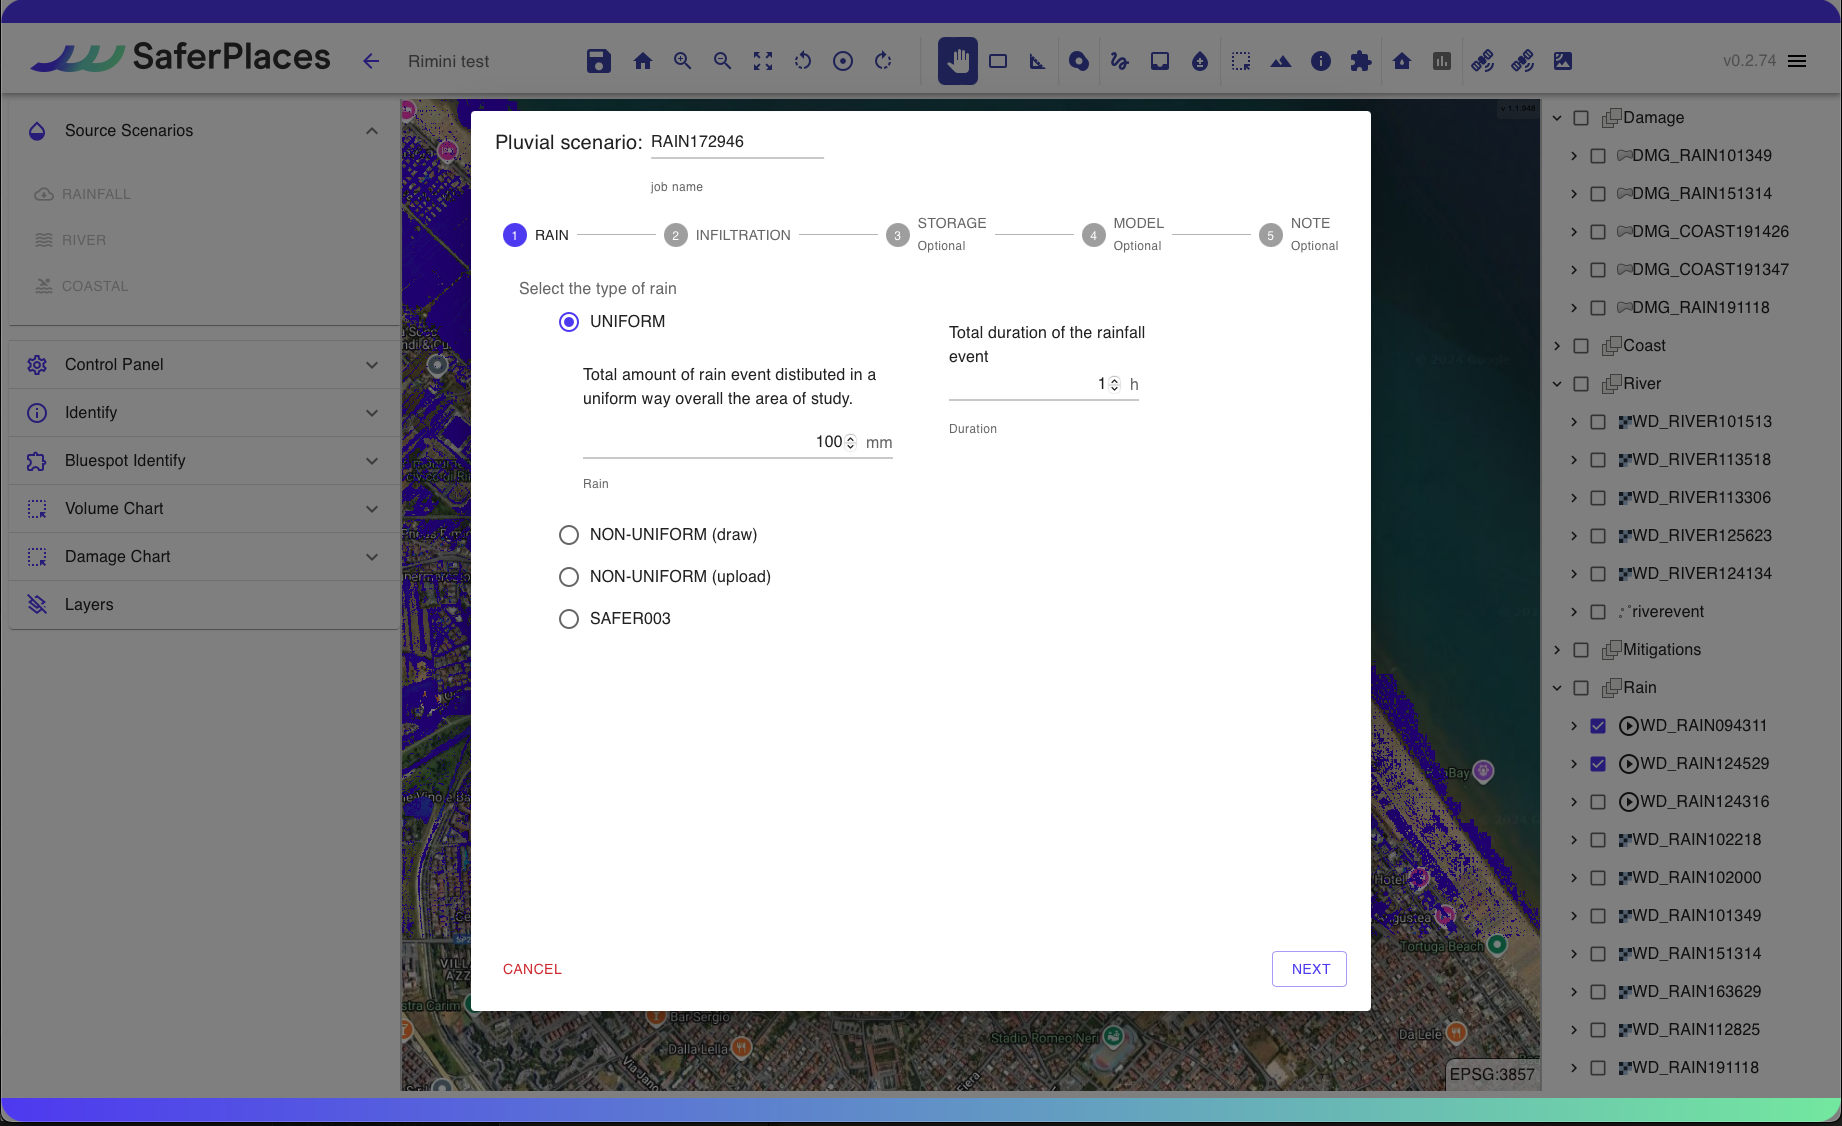 SaferPlaces
Rimini test
v0.2.74
Source Scenarios
RAINFALL
RIVER
COASTAL
Control Panel
Identify
Bluespot Identify
Volume Chart
Damage Chart
Layers
Pluvial scenario: RAIN172946
job name
1 RAIN
2 INFILTRATION
3 STORAGE
Optional
4 MODEL
Optional
5 NOTE
Optional
Select the type of rain
UNIFORM
Total amount of rain event distibuted in a
uniform way overall the area of study.
100 mm
Rain
Total duration of the rainfall
event
1 h
Duration
NON-UNIFORM (draw)
NON-UNIFORM (upload)
SAFER003
CANCEL
NEXT
Hotel
Tortuga Beach
Bar Sergio
Dalla Lella
Stadio Romeo Neri
Da Lele
EPSG:3857
Damage
DMG_RAIN101349
DMG_RAIN151314
DMG_COAST191426
DMG_COAST191347
DMG_RAIN191118
Coast
River
WD_RIVER101513
WD_RIVER113518
WD_RIVER113306
WD_RIVER125623
WD_RIVER124134
riverevent
Mitigations
Rain
WD_RAIN094311
WD_RAIN124529
WD_RAIN124316
WD_RAIN102218
WD_RAIN102000
WD_RAIN101349
WD_RAIN151314
WD_RAIN163629
WD_RAIN112825
WD_RAIN191118